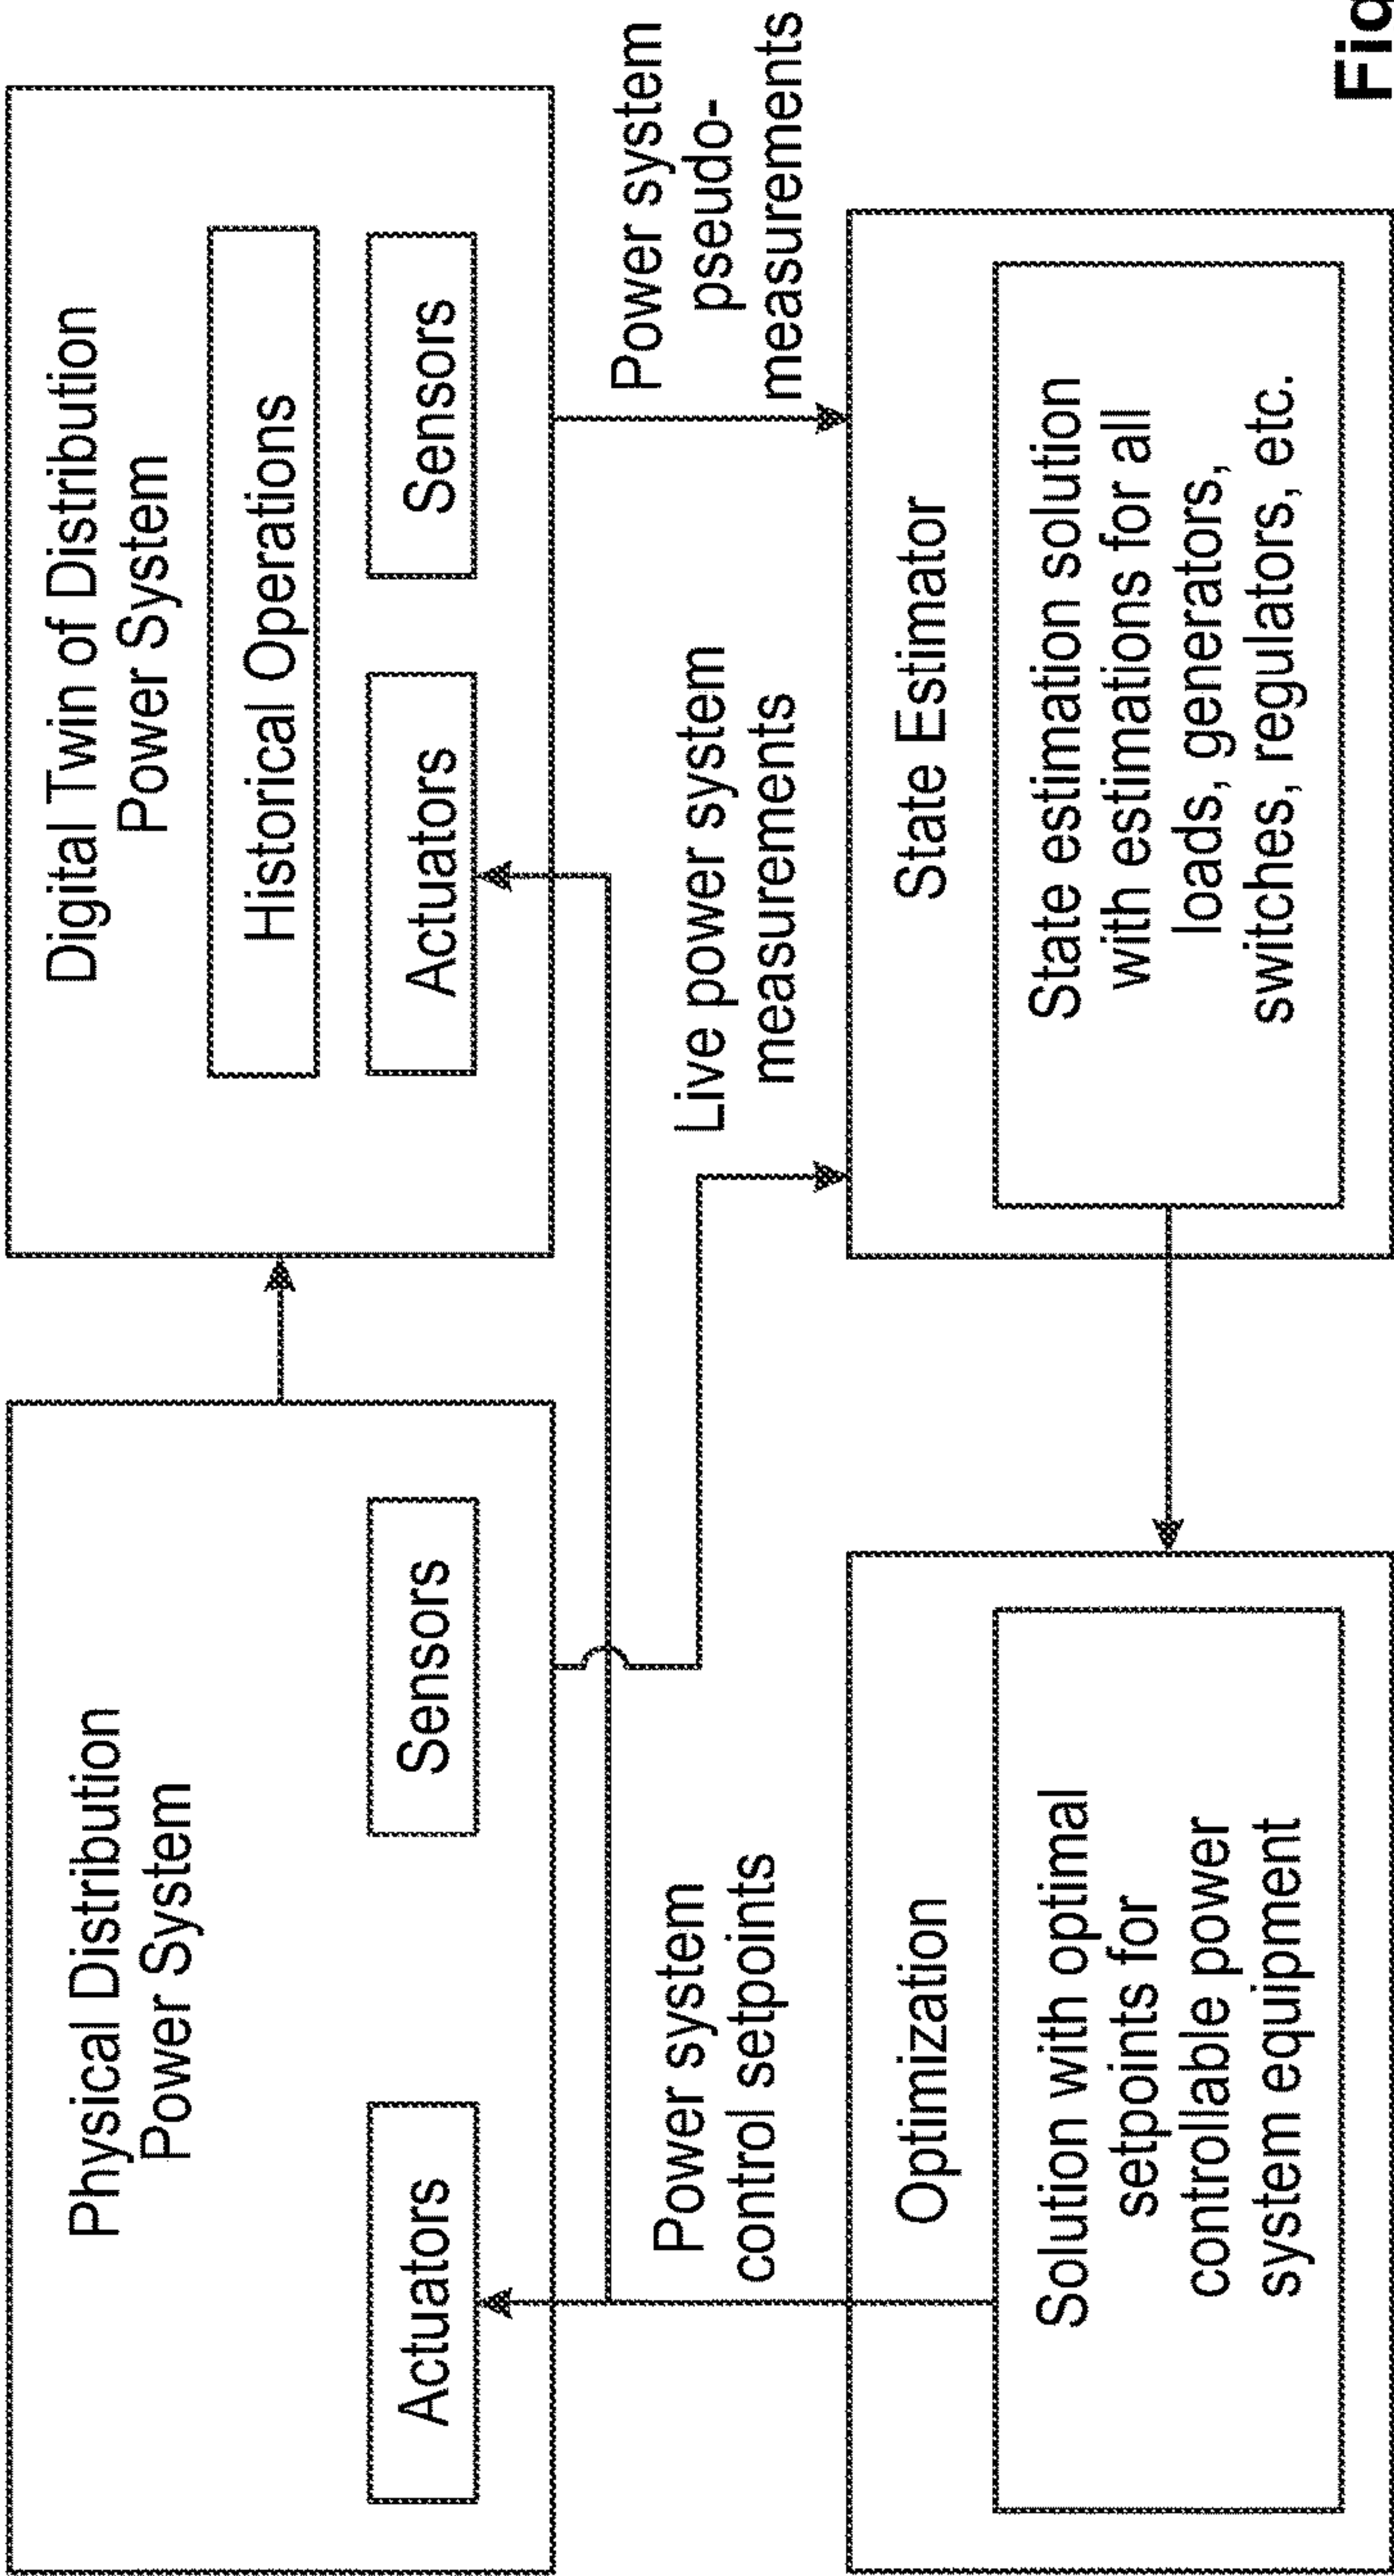 Physical Distribution
Power System
Actuators
Sensors
Digital Twin of Distribution
Power System
Historical Operations
Actuators
Sensors
Power system
control setpoints
Live power system
measurements
Power system
pseudo-
measurements
Optimization
Solution with optimal
setpoints for
controllable power
system equipment
State Estimator
State estimation solution
with estimations for all
loads, generators,
switches, regulators, etc.